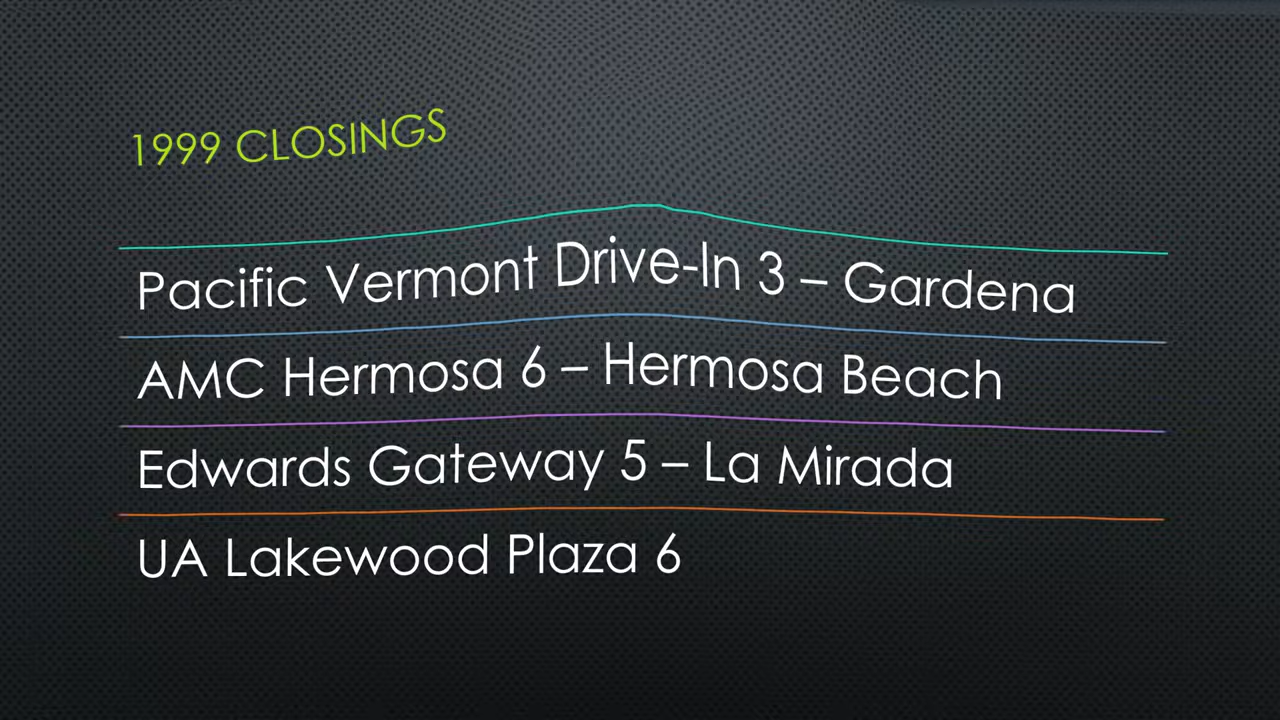 1999 CLOSINGS
Pacific Vermont Drive-In 3 – Gardena
AMC Hermosa 6 – Hermosa Beach
Edwards Gateway 5 – La Mirada
UA Lakewood Plaza 6